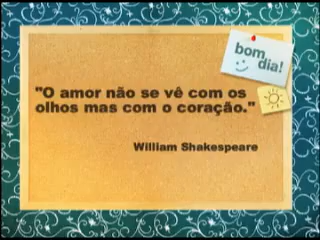 bom
dia!
"O amor não se vê com os
olhos mas com o coração."
William Shakespeare